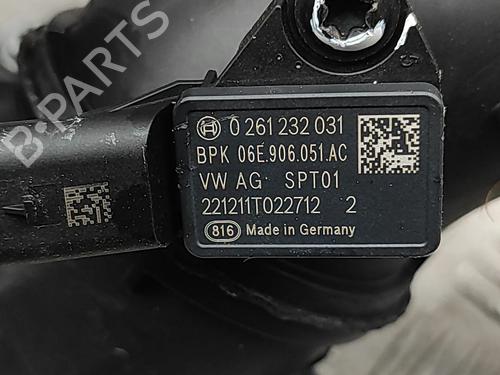 B-PARTS
0 261 232 031
BPK 06E.906.051.AC
VW AG SPT01
221211T022712 2
816 Made in Germany